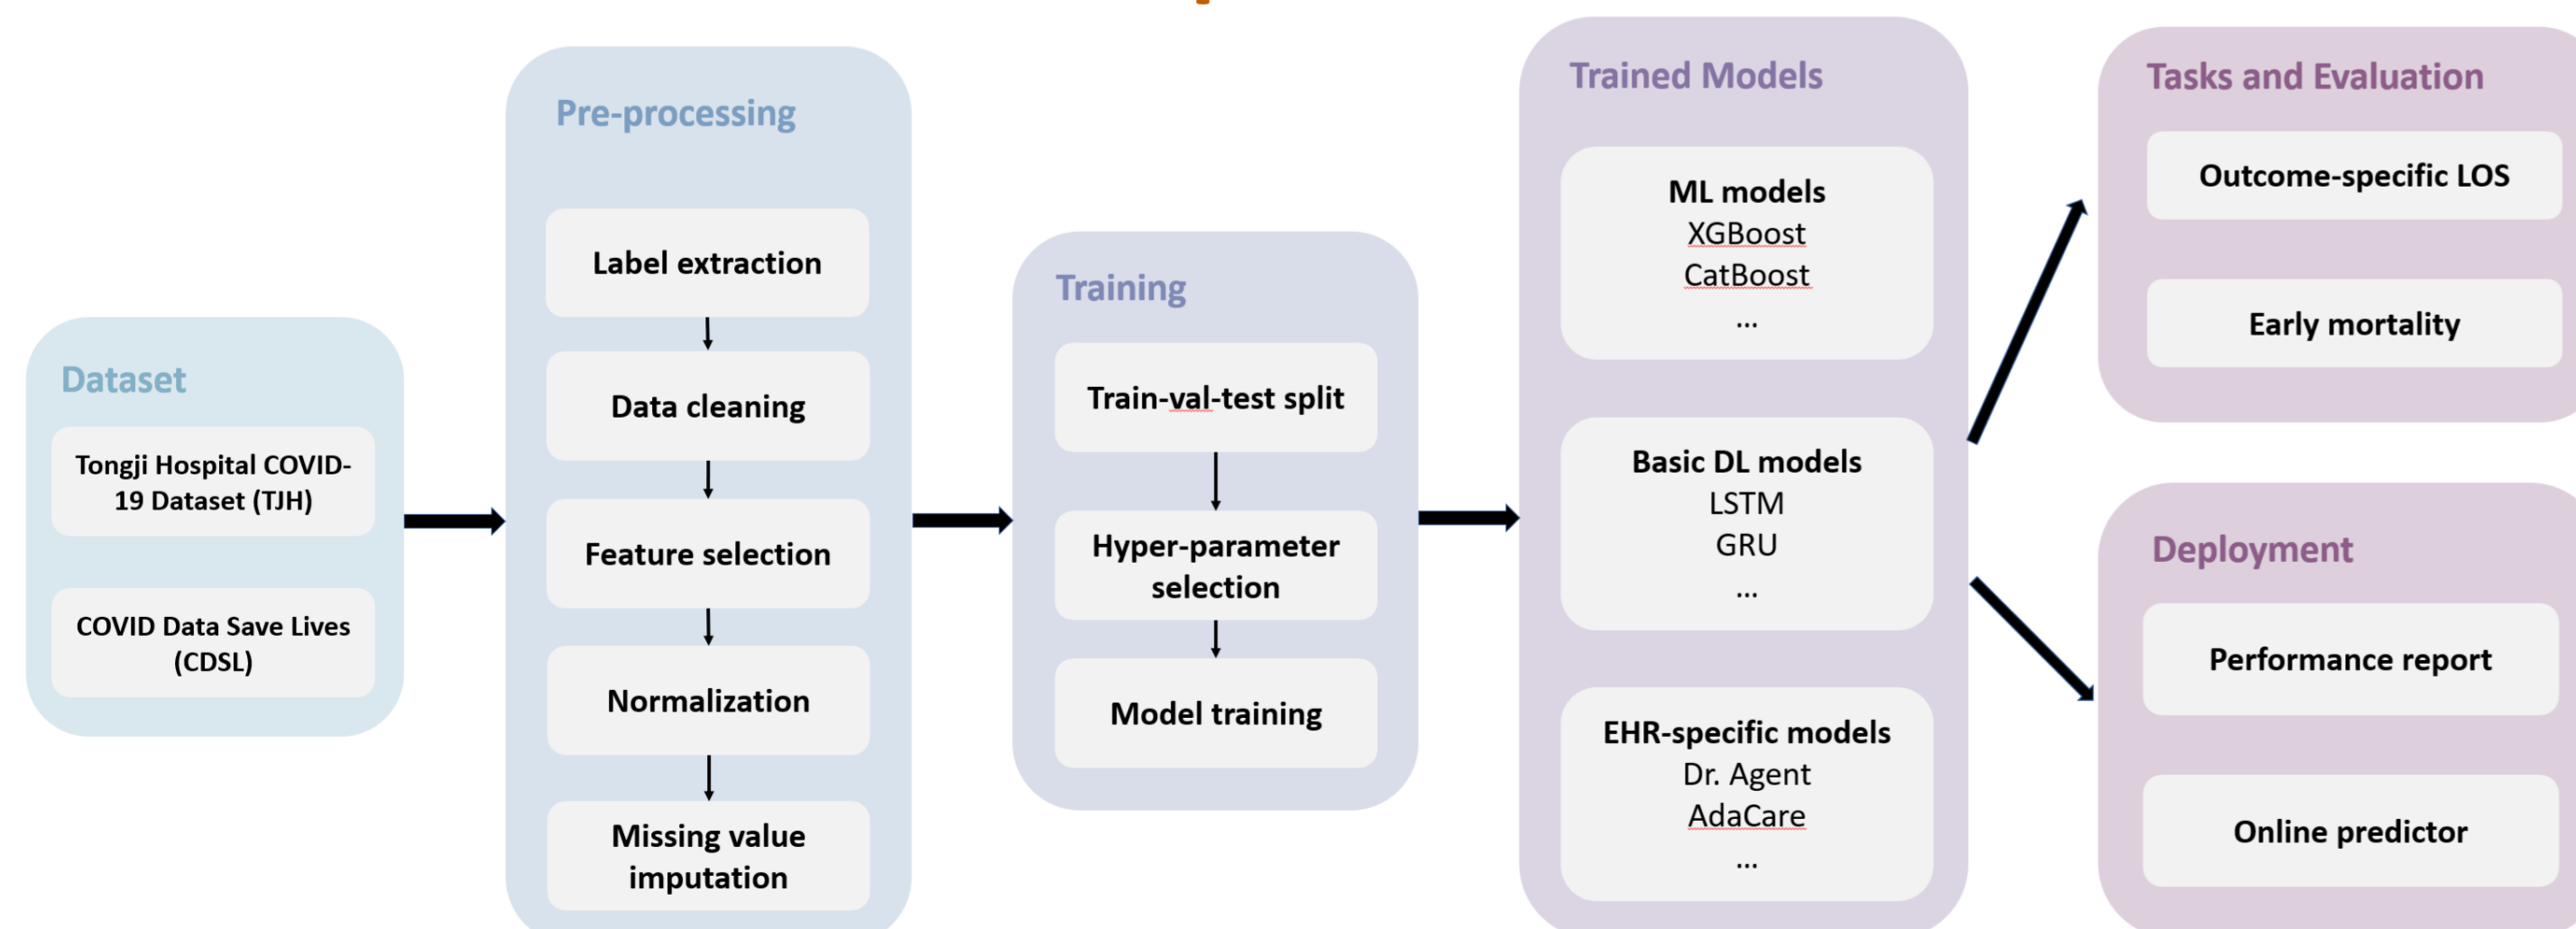 Dataset
Tongji Hospital COVID-
19 Dataset (TJH)
COVID Data Save Lives
(CDSL)
Pre-processing
Label extraction
Data cleaning
Feature selection
Normalization
Missing value
imputation
Training
Train-val-test split
Hyper-parameter
selection
Model training
Trained Models
ML models
XGBoost
CatBoost
...
Basic DL models
LSTM
GRU
...
EHR-specific models
Dr. Agent
AdaCare
...
Tasks and Evaluation
Outcome-specific LOS
Early mortality
Deployment
Performance report
Online predictor